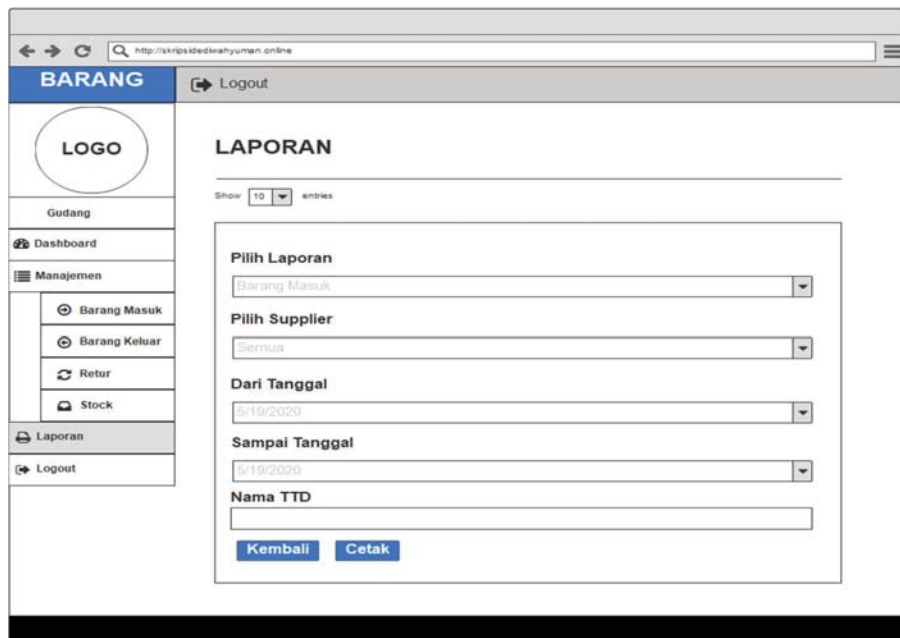 http://skripsidediwahyuman.online
BARANG
Logout
LOGO
Gudang
Dashboard
Manajemen
Barang Masuk
Barang Keluar
Retur
Stock
Laporan
Logout
LAPORAN
Show 10 entries
Pilih Laporan
Barang Masuk
Pilih Supplier
Semua
Dari Tanggal
5/19/2020
Sampai Tanggal
5/19/2020
Nama TTD
Kembali Cetak